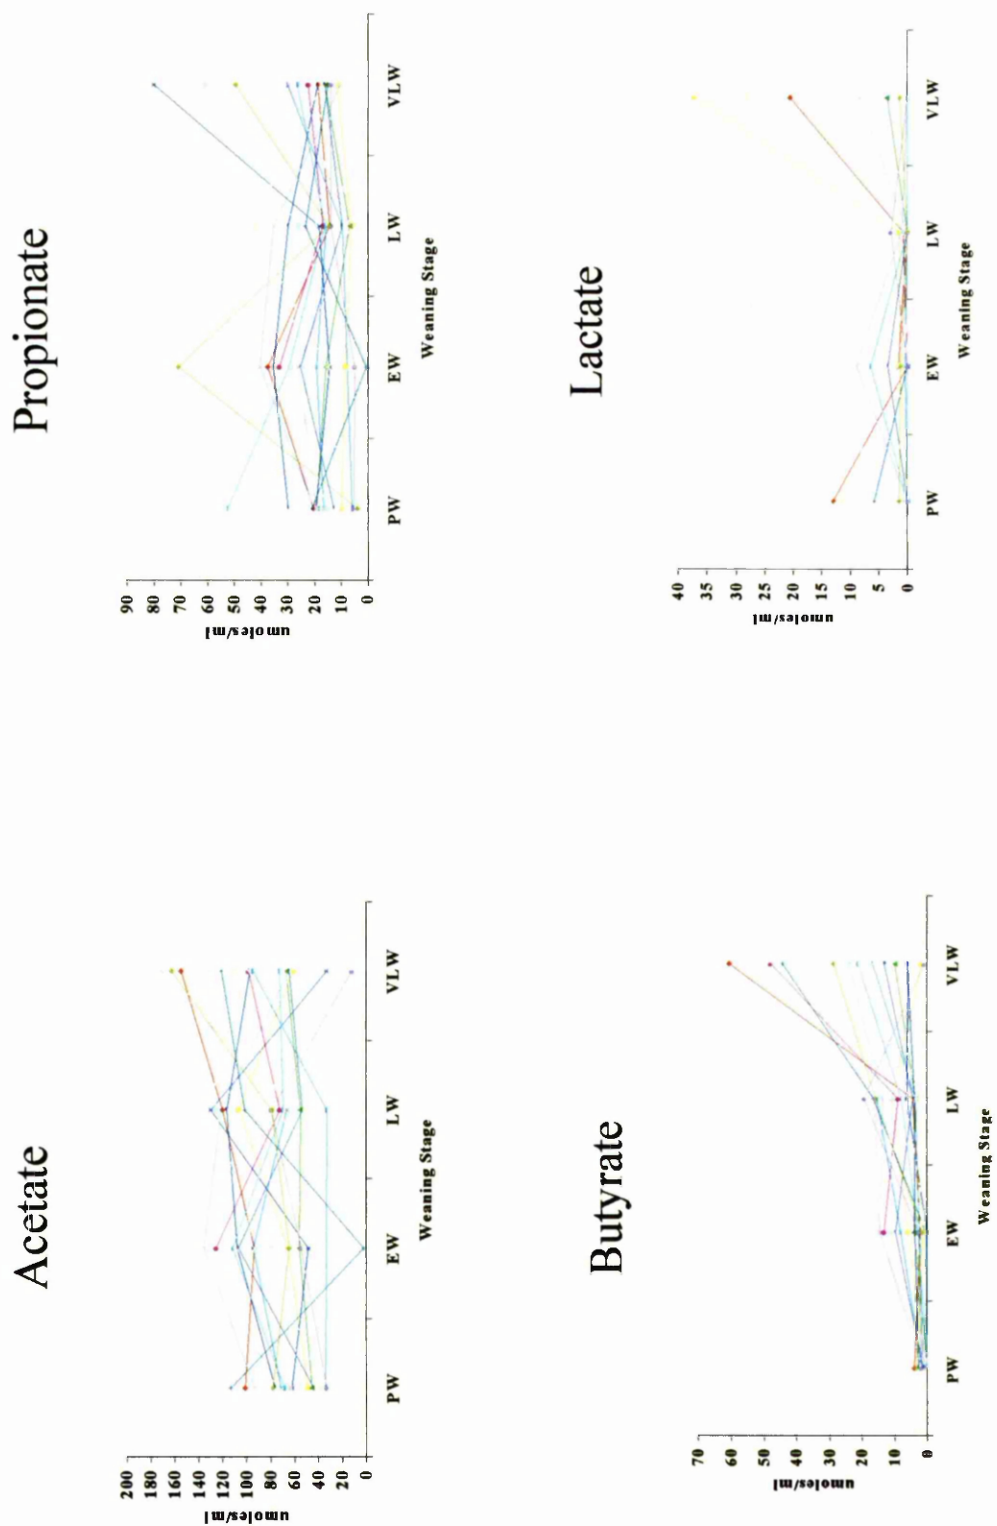 Acetate
umoles/ml
200
180
160
140
120
100
80
60
40
20
0
PW EW LW VLW
Weaning Stage
Propionate
umoles/ml
90
80
70
60
50
40
30
20
10
0
PW EW LW VLW
Weaning Stage
Butyrate
umoles/ml
70
60
50
40
30
20
10
0
PW EW LW VLW
Weaning Stage
Lactate
umoles/ml
40
35
30
25
20
15
10
5
0
PW EW LW VLW
Weaning Stage